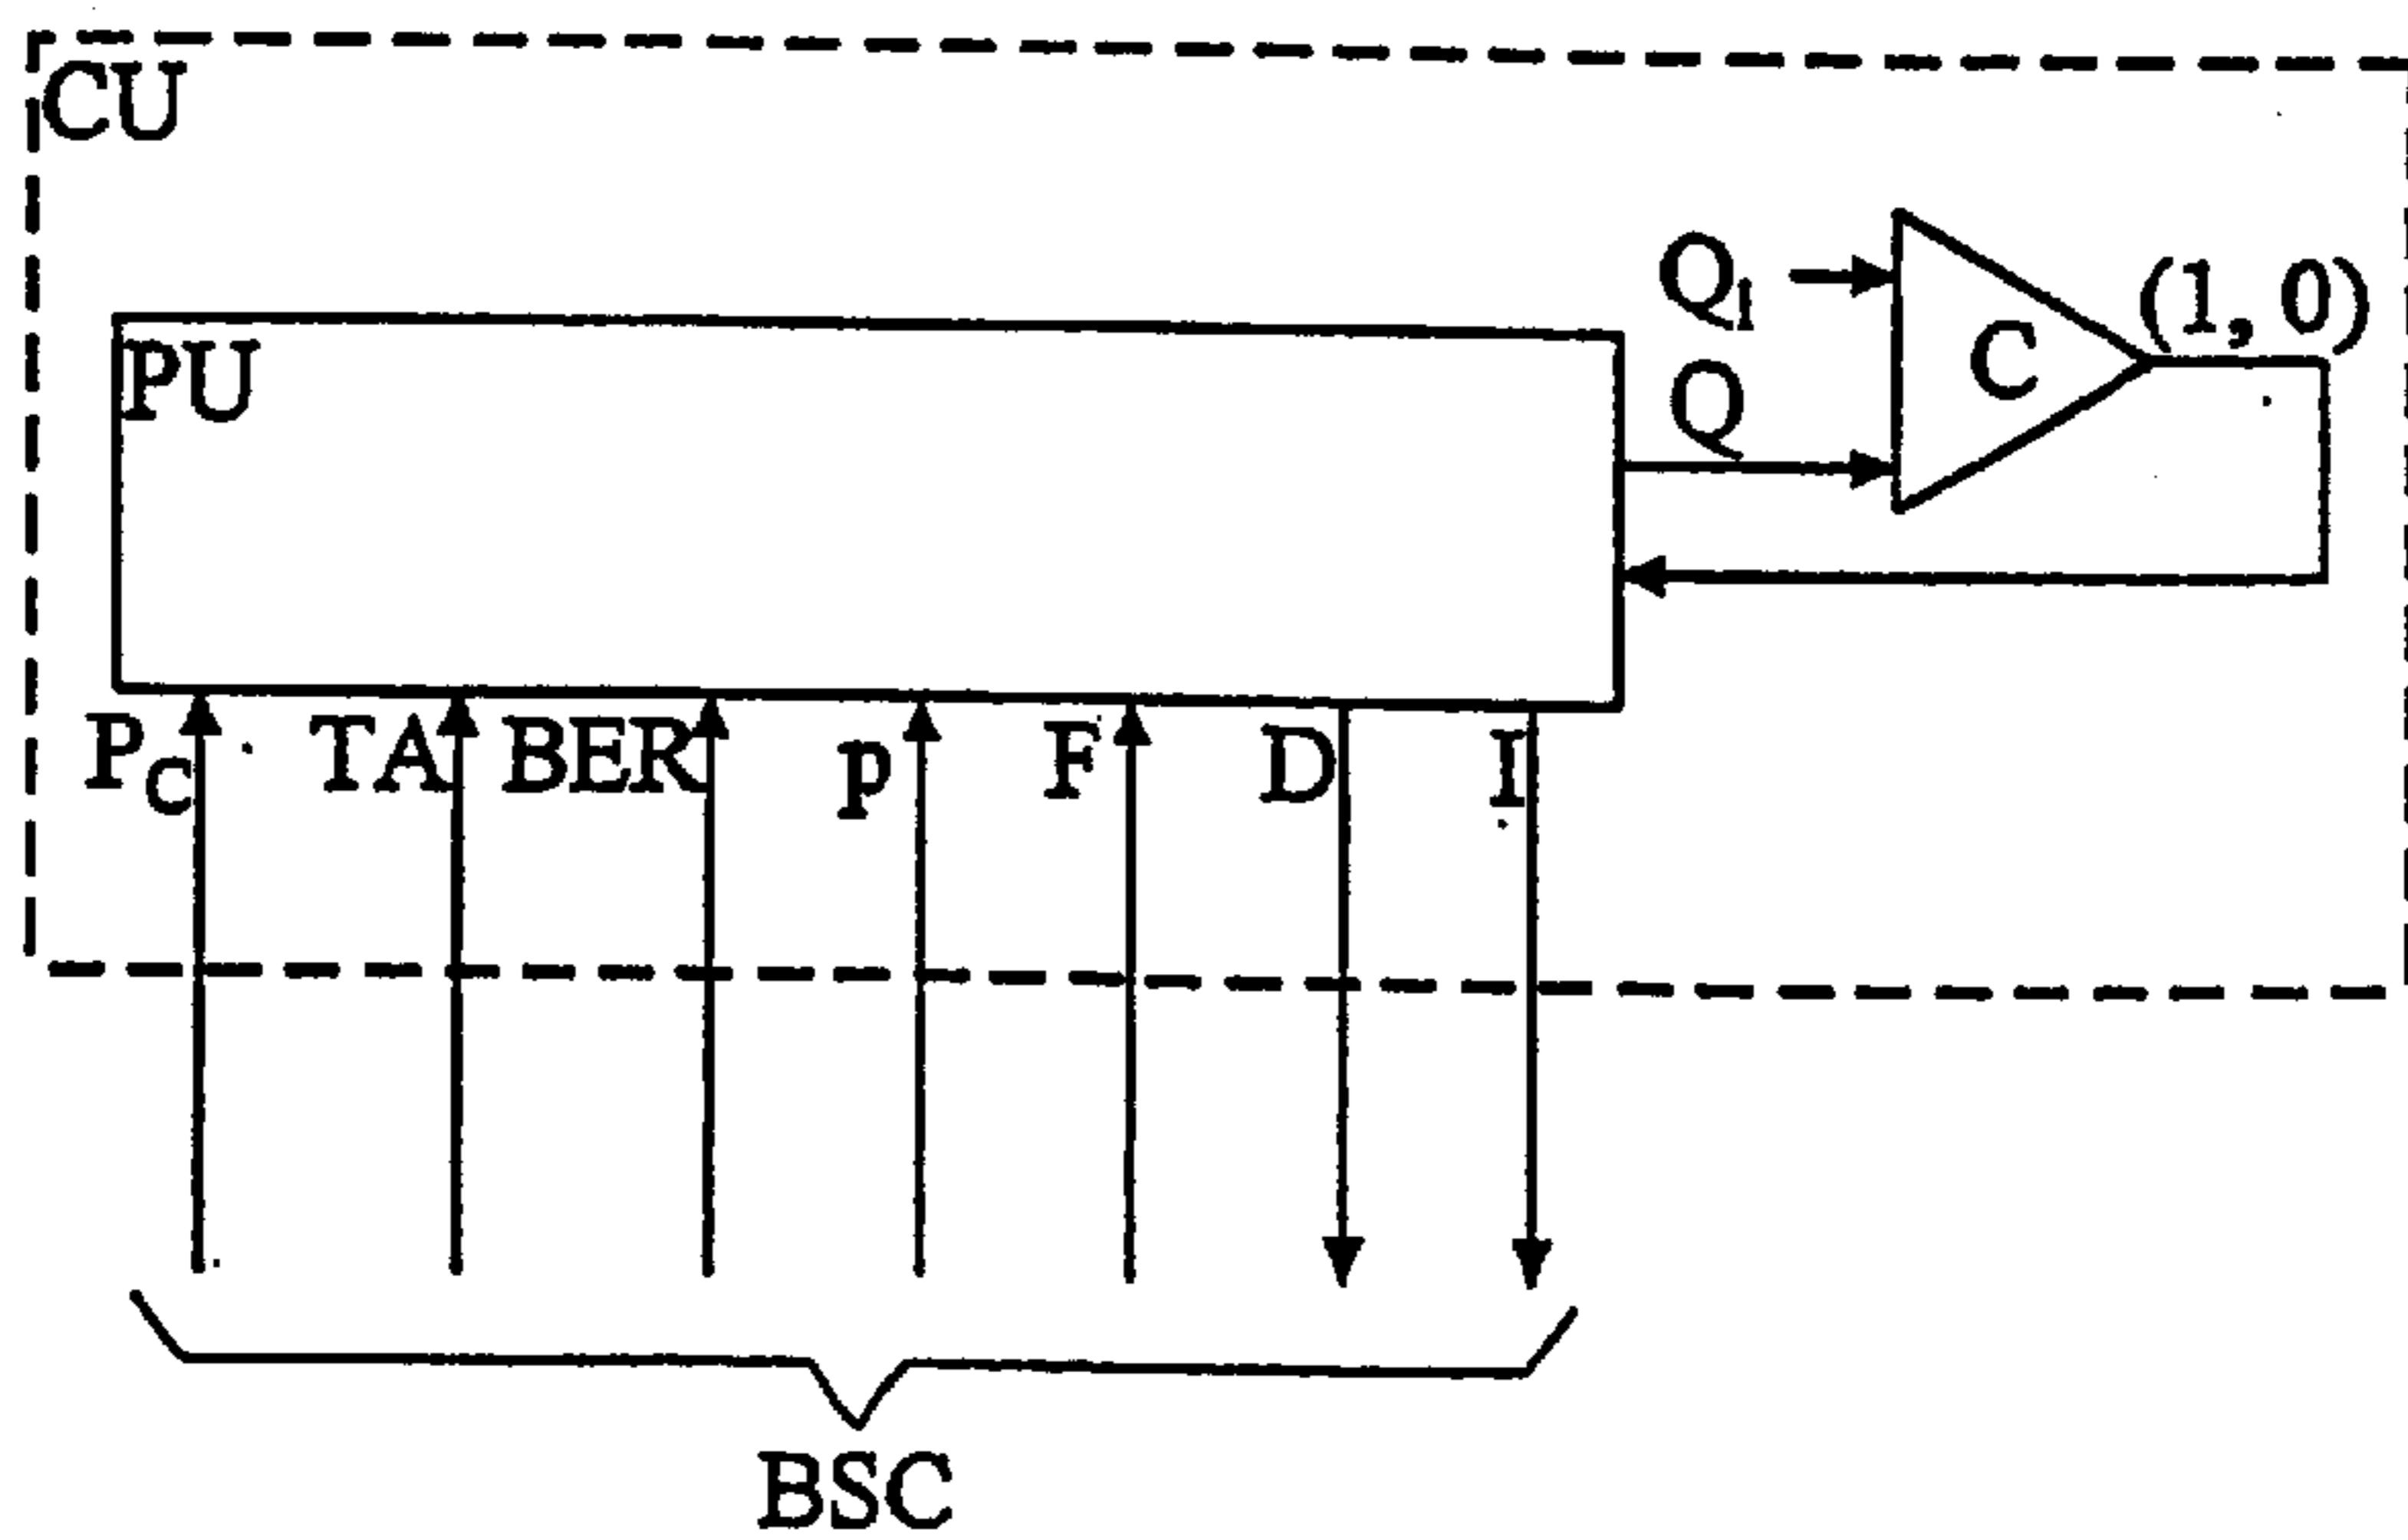 CU
Q1
(1, 0)
C
PU
Q
PC TA BER p F D I
BSC